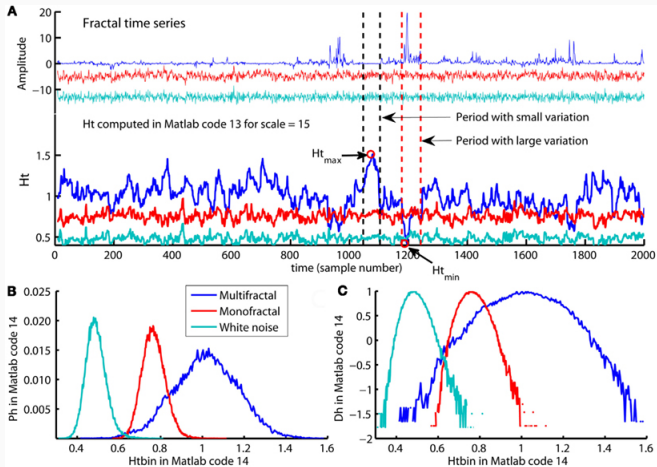 A
Fractal time series
20
10
0
−10
Amplitude
Ht computed in Matlab code 13 for scale = 15
Period with small variation
Period with large variation
Htmax
1.5
1
0.5
Ht
0 200 400 600 800 1000 1200 1400 1600 1800 2000
time (sample number)
Htmin
B
0.025
0.020
0.015
0.010
0.005
Ph in Matlab code 14
Multifractal
Monofractal
White noise
0.4 0.6 0.8 1 1.2 1.4 1.6
Htbin in Matlab code 14
C
1
0.5
0
−0.5
−1
−1.5
−2
Dh in Matlab code 14
0.4 0.6 0.8 1 1.2 1.4 1.6
Htbin in Matlab code 14